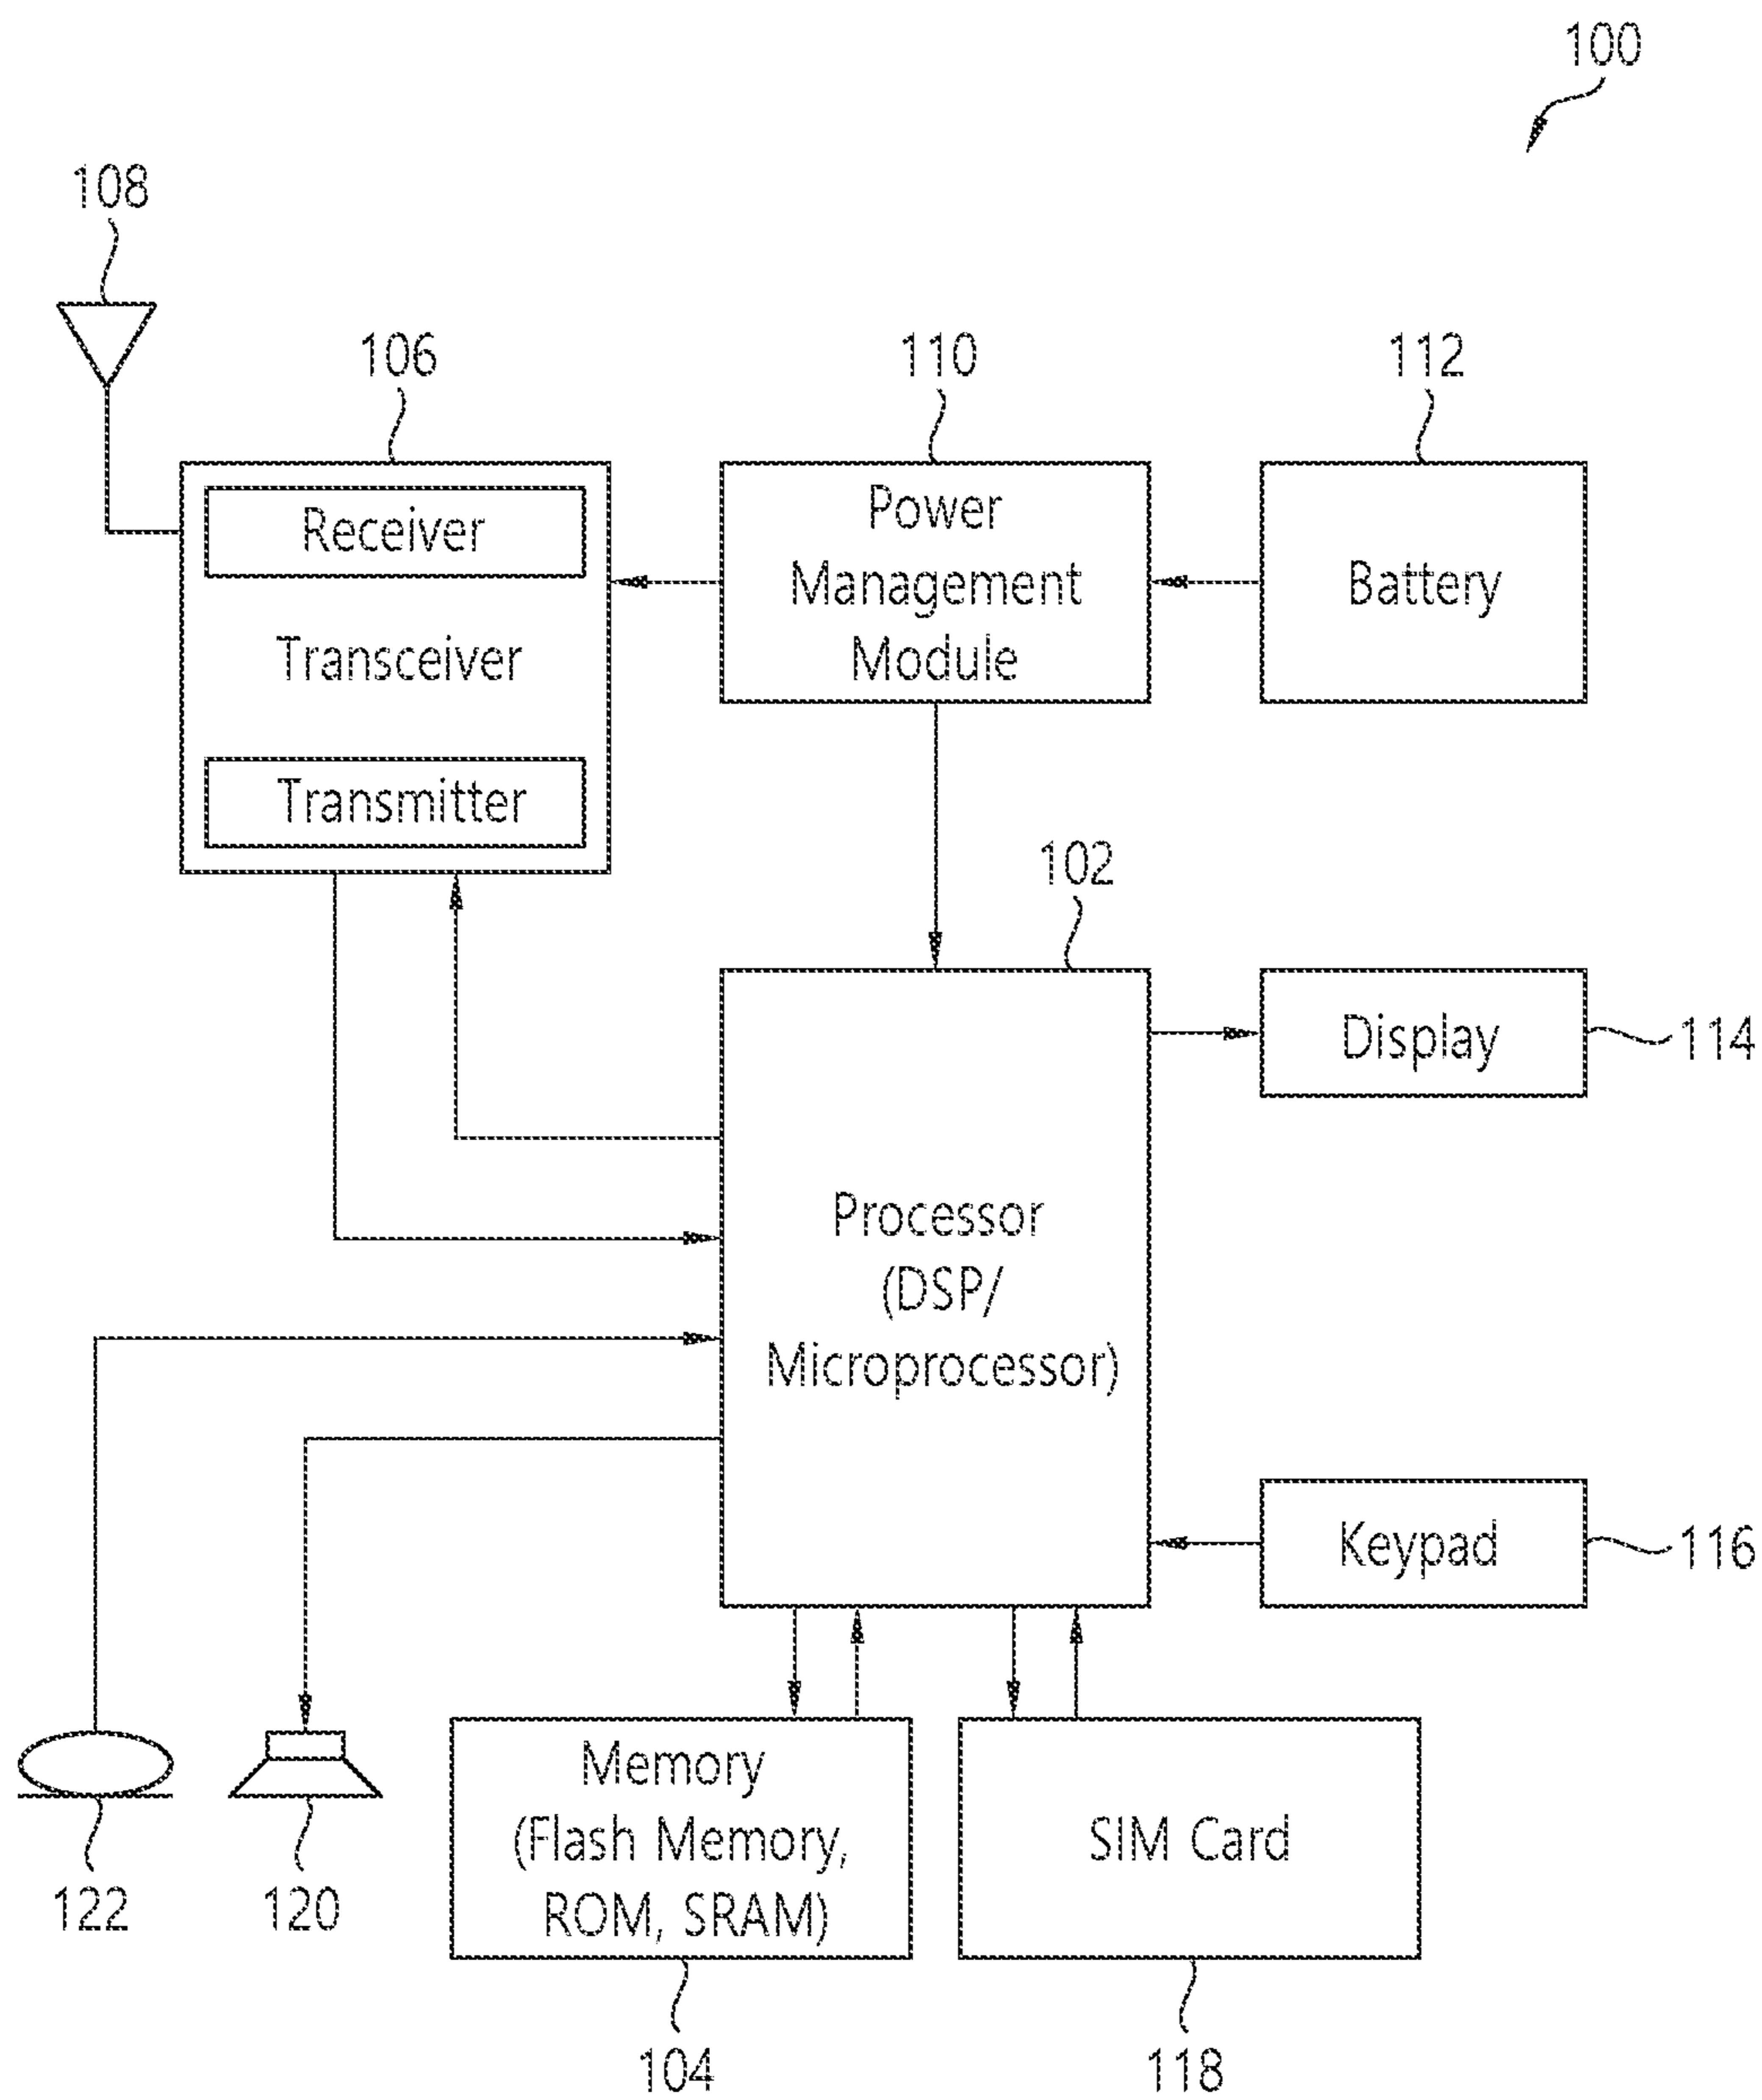 100
108
106
110
112
Receiver
Transceiver
Transmitter
Power
Management
Module
Battery
102
Display
114
Processor
(DSP/
Microprocessor)
Keypad
116
122
120
Memory
(Flash Memory,
ROM, SRAM)
SIM Card
104
118